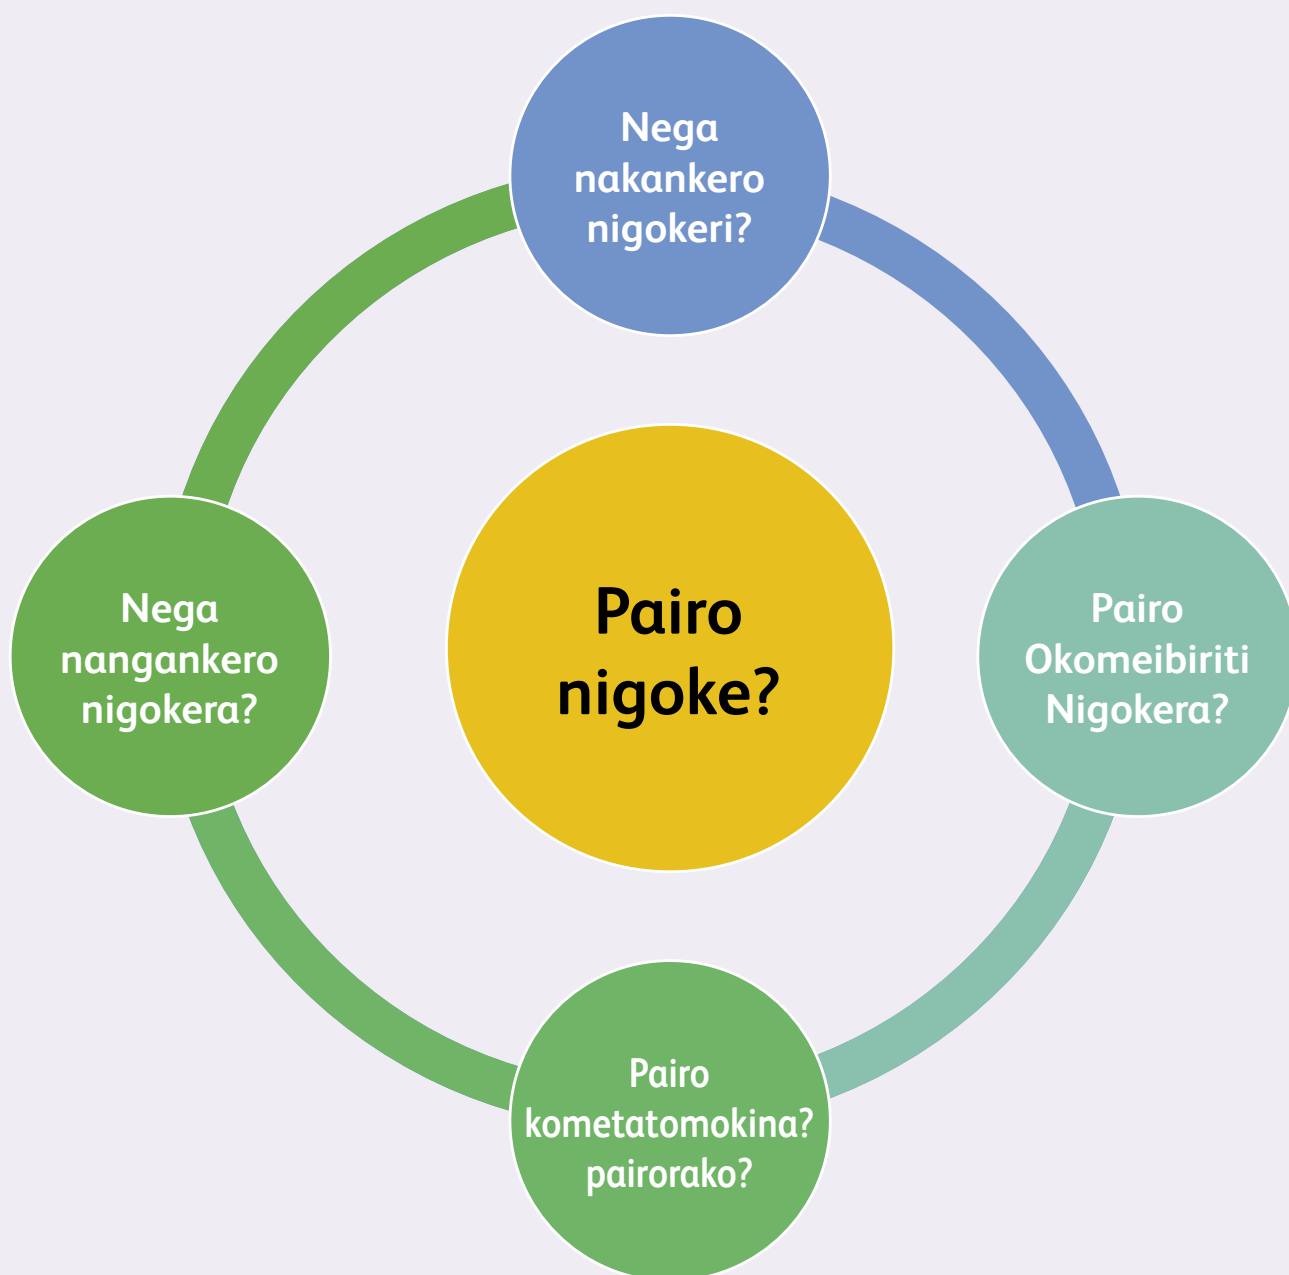 Nega
nakankero
nigokeri?
Nega
nangankero
nigokera?
Pairo
nigoke?
Pairo
Okomeibiriti
Nigokera?
Pairo
kometatomokina?
pairorako?